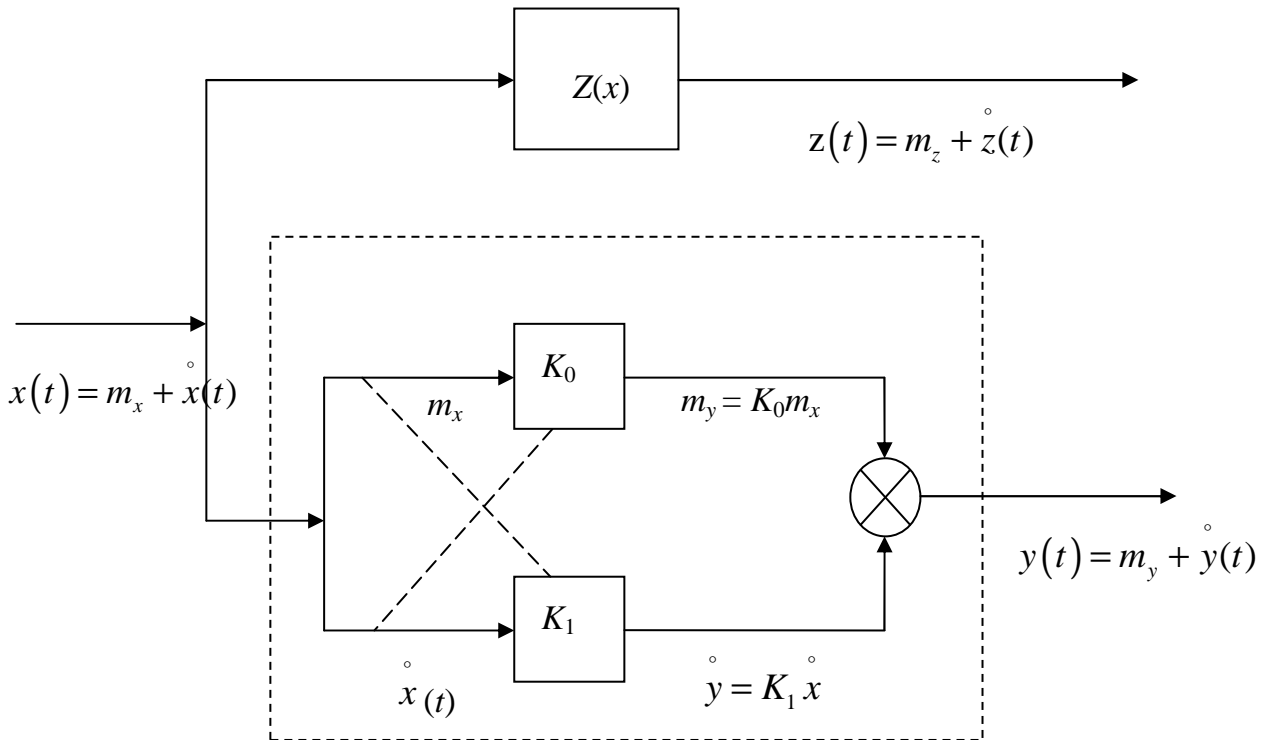 Z(x)
z(t) = m_z + z̊(t)
x(t) = m_x + x̊(t)
K_0
m_x
m_y = K_0 m_x
y(t) = m_y + ẙ(t)
K_1
x̊ (t)
ẙ = K_1 x̊